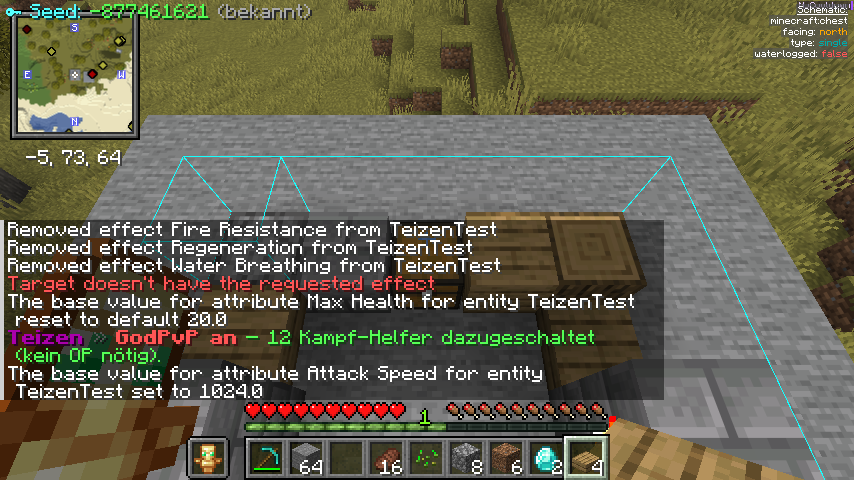 Seed: -877461621 (bekannt)
Schematic:
minecraft:chest
facing: north
type: single
waterlogged: false
S
E
W
N
-5, 73, 64
Removed effect Fire Resistance from TeizenTest
Removed effect Regeneration from TeizenTest
Removed effect Water Breathing from TeizenTest
Target doesn't have the requested effect
The base value for attribute Max Health for entity TeizenTest
reset to default 20.0
Teizen » GodPvP an – 12 Kampf-Helfer dazugeschaltet
(kein OP nötig).
The base value for attribute Attack Speed for entity
TeizenTest set to 1024.0
1
64
16
8
6
2
4